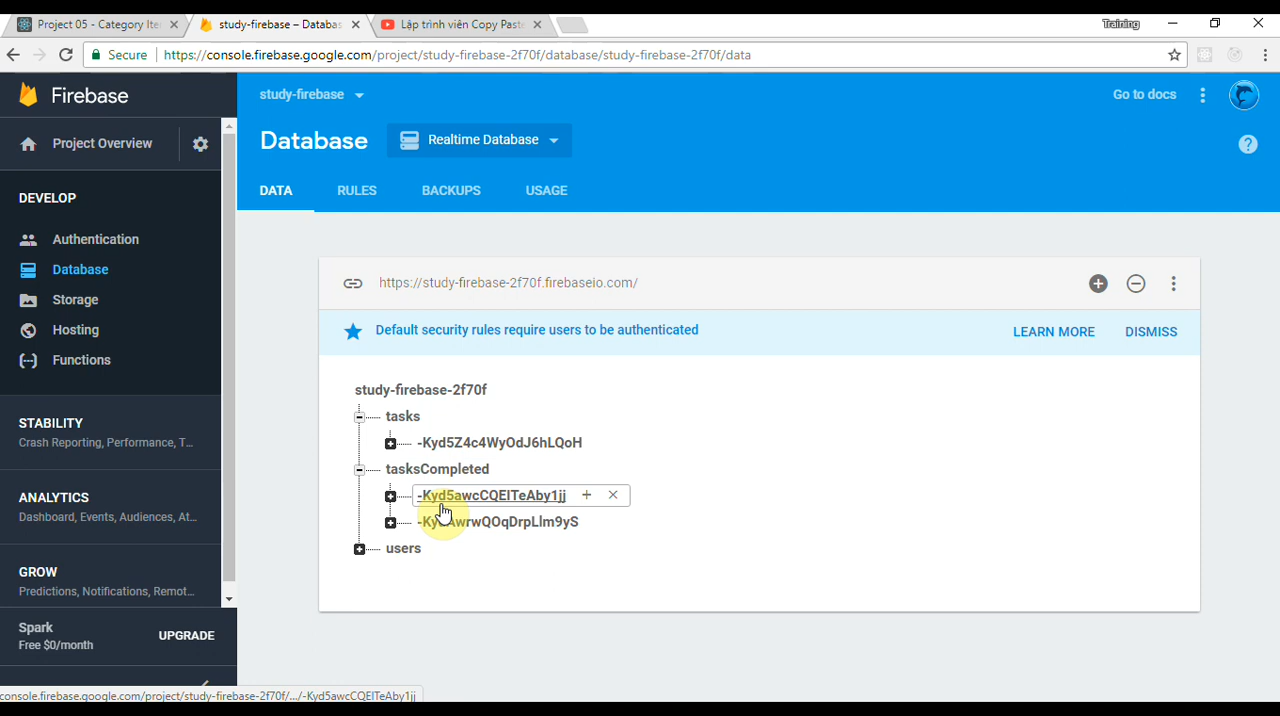 Project 05 - Category Iter
study-firebase – Databas
Lập trình viên Copy Past
Training
Secure
https://console.firebase.google.com/project/study-firebase-2f70f/database/study-firebase-2f70f/data
Firebase
study-firebase
Go to docs
Project Overview
Database
Realtime Database
DATA
RULES
BACKUPS
USAGE
DEVELOP
Authentication
Database
Storage
Hosting
Functions
https://study-firebase-2f70f.firebaseio.com/
Default security rules require users to be authenticated
LEARN MORE
DISMISS
study-firebase-2f70f
tasks
-Kyd5Z4c4WyOdJ6hLQoH
tasksCompleted
-Kyd5awcCQEITeAby1jj
users
STABILITY
Crash Reporting, Performance, T...
ANALYTICS
Dashboard, Events, Audiences, At...
GROW
Predictions, Notifications, Remot...
Spark
Free $0/month
UPGRADE
console.firebase.google.com/project/study-firebase-2f70f/.../-Kyd5awcCQEITeAby1jj